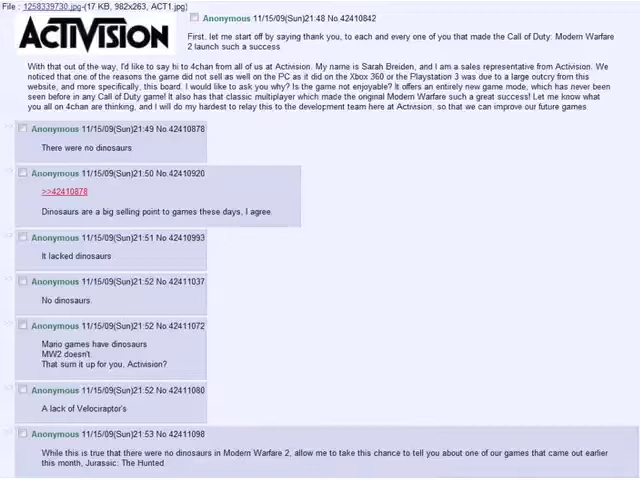 File : 1258339730.jpg-(17 KB, 982x263, ACT1.jpg)
ACTIVISION
Anonymous 11/15/09(Sun)21:48 No.42410842
First, let me start off by saying thank you, to each and every one of you that made the Call of Duty: Modern Warfare
2 launch such a success
With that out of the way, I'd like to say hi to 4chan from all of us at Activision. My name is Sarah Breiden, and I am a sales representative from Activision. We
noticed that one of the reasons the game did not sell as well on the PC as it did on the Xbox 360 or the Playstation 3 was due to a large outcry from this
website, and more specifically, this board. I would like to ask you why? Is the game not enjoyable? It offers an entirely new game mode, which has never been
seen before in any Call of Duty game! It also has that classic multiplayer which made the original Modern Warfare such a great success! Let me know what
you all on 4chan are thinking, and I will do my hardest to relay this to the development team here at Activision, so that we can improve our future games
>> Anonymous 11/15/09(Sun)21:49 No.42410878
There were no dinosaurs
>> Anonymous 11/15/09(Sun)21:50 No.42410920
>>42410878
Dinosaurs are a big selling point to games these days, I agree.
>> Anonymous 11/15/09(Sun)21:51 No.42410993
It lacked dinosaurs
>> Anonymous 11/15/09(Sun)21:52 No.42411037
No dinosaurs
>> Anonymous 11/15/09(Sun)21:52 No.42411072
Mario games have dinosaurs
MW2 doesn't
That sum it up for you, Activision?
>> Anonymous 11/15/09(Sun)21:52 No.42411080
A lack of Velociraptor's
>> Anonymous 11/15/09(Sun)21:53 No.42411098
While this is true that there were no dinosaurs in Modern Warfare 2, allow me to take this chance to tell you about one of our games that came out earlier
this month, Jurassic: The Hunted